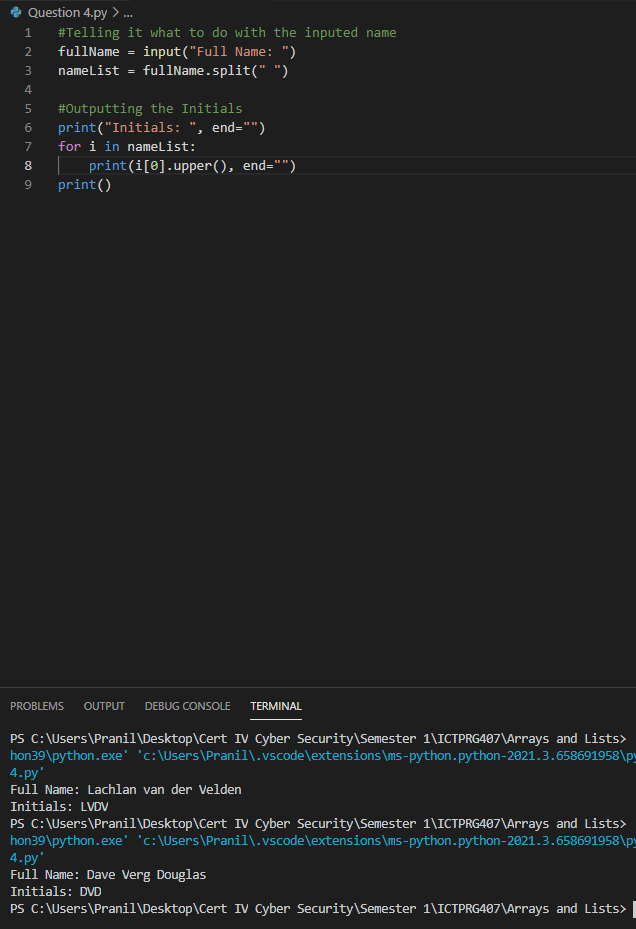 Question 4.py > ...
1 #Telling it what to do with the inputed name
2 fullName = input("Full Name: ")
3 nameList = fullName.split(" ")
4
5 #Outputting the Initials
6 print("Initials: ", end="")
7 for i in nameList:
8     print(i[0].upper(), end="")
9 print()
PROBLEMS OUTPUT DEBUG CONSOLE TERMINAL
PS C:\Users\Pranil\Desktop\Cert IV Cyber Security\Semester 1\ICTPRG407\Arrays and Lists>
hon39\python.exe' 'c:\Users\Pranil\.vscode\extensions\ms-python.python-2021.3.658691958\py
4.py'
Full Name: Lachlan van der Velden
Initials: LVDV
PS C:\Users\Pranil\Desktop\Cert IV Cyber Security\Semester 1\ICTPRG407\Arrays and Lists>
hon39\python.exe' 'c:\Users\Pranil\.vscode\extensions\ms-python.python-2021.3.658691958\py
4.py'
Full Name: Dave Verg Douglas
Initials: DVD
PS C:\Users\Pranil\Desktop\Cert IV Cyber Security\Semester 1\ICTPRG407\Arrays and Lists>